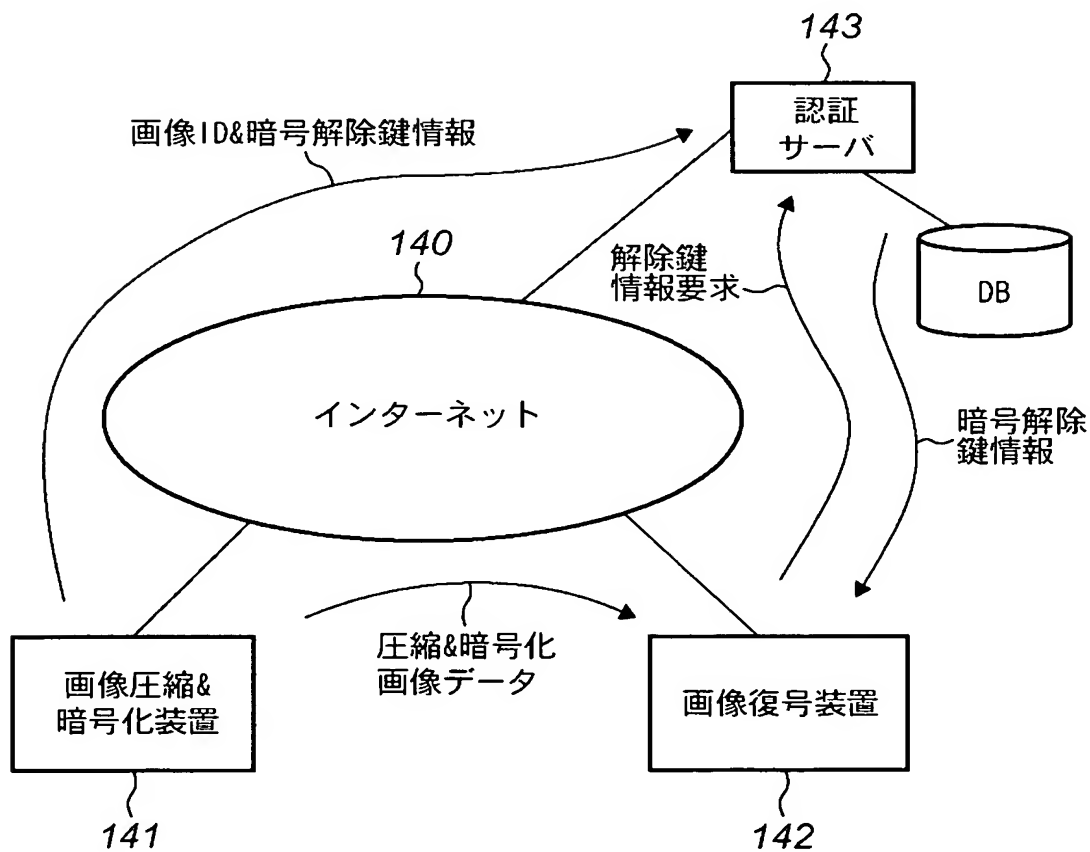 143
認証
サーバ
画像ID&暗号解除鍵情報
140
解除鍵
情報要求
DB
インターネット
暗号解除
鍵情報
圧縮&暗号化
画像データ
画像圧縮&
暗号化装置
画像復号装置
141
142